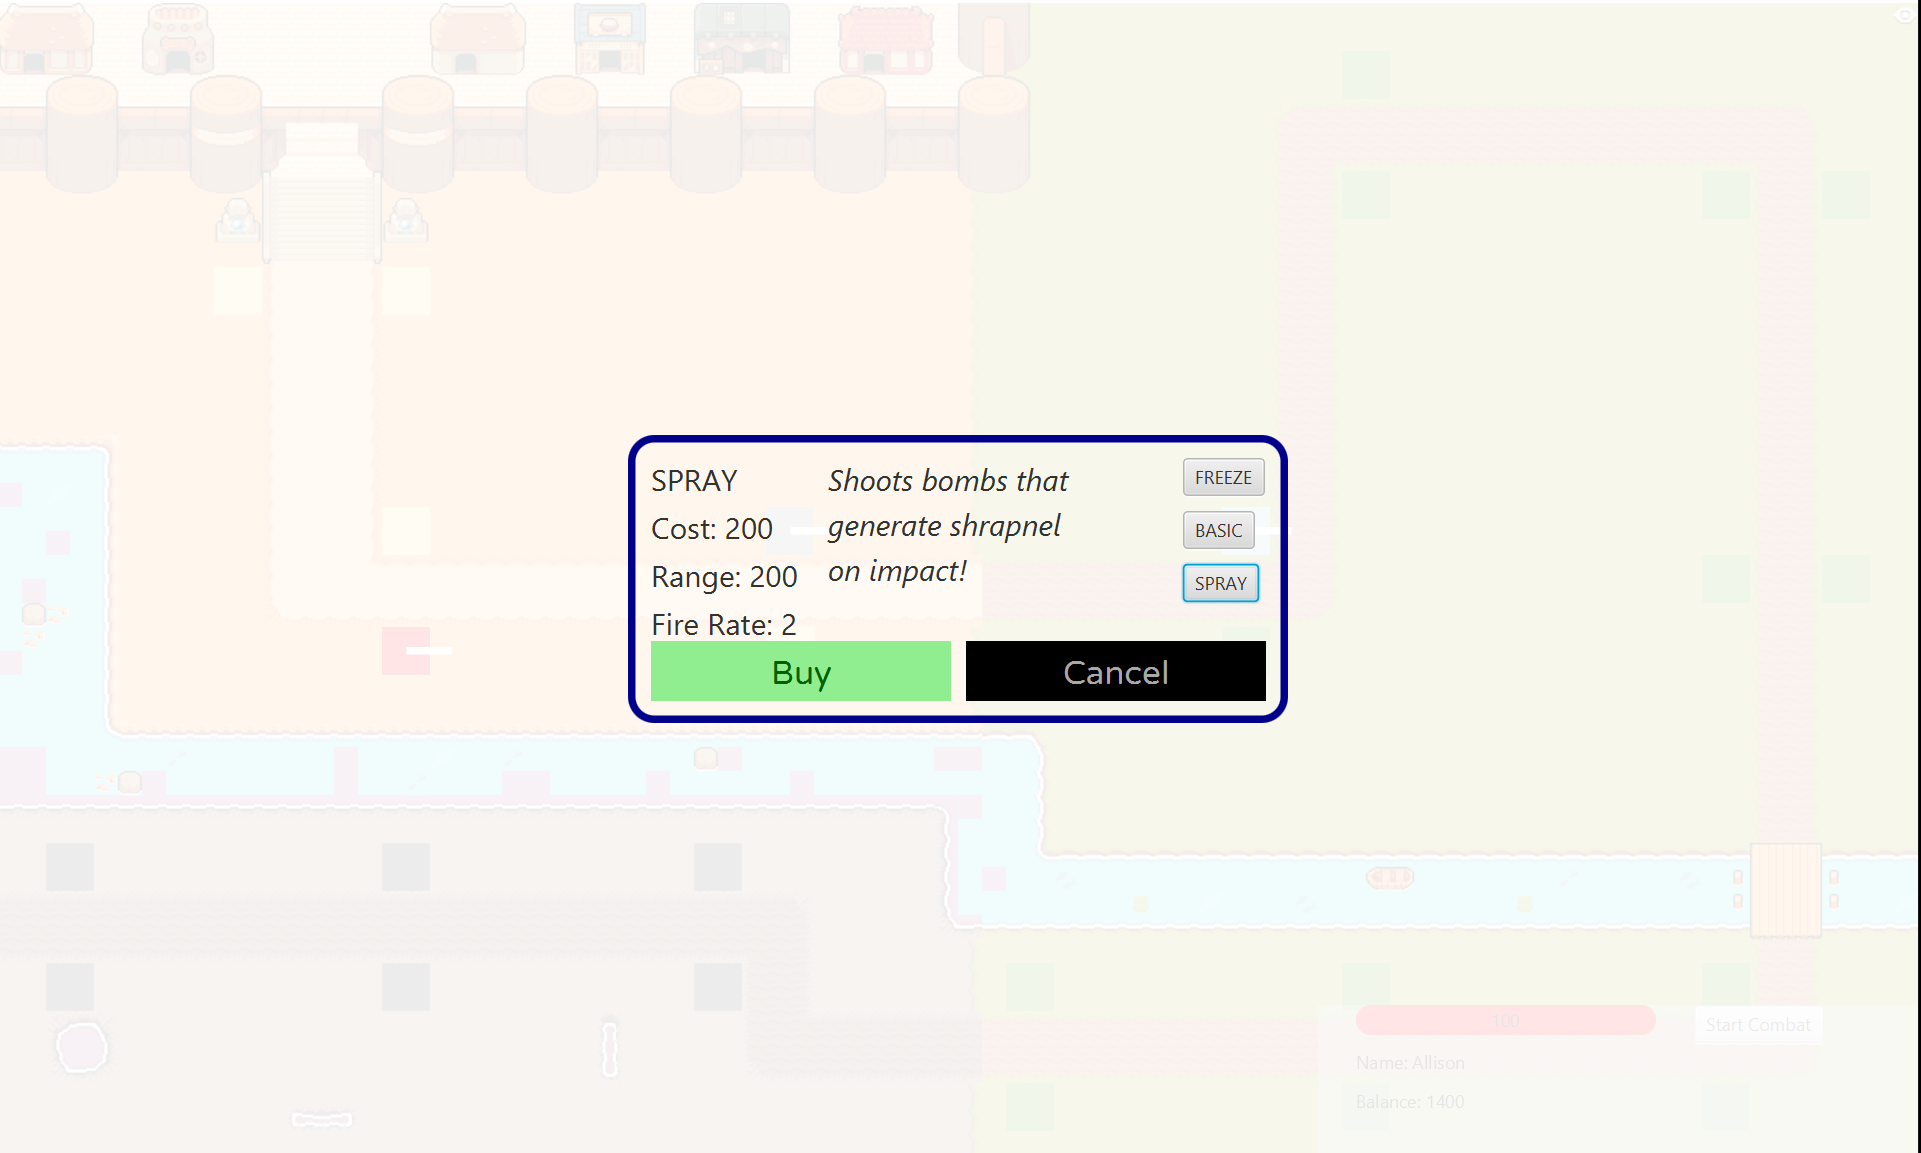 SPRAY
Cost: 200
Range: 200
Fire Rate: 2
Shoots bombs that
generate shrapnel
on impact!
FREEZE
BASIC
SPRAY
Buy
Cancel
100
Start Combat
Name: Allison
Balance: 1400